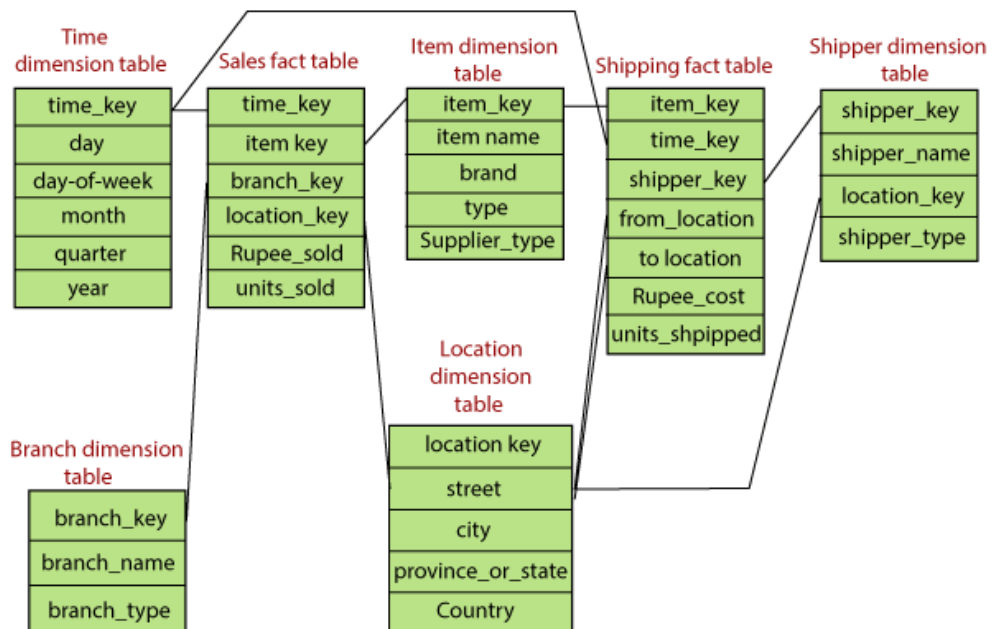 Time
dimension table
time_key
day
day-of-week
month
quarter
year
Sales fact table
time_key
item key
branch_key
location_key
Rupee_sold
units_sold
Item dimension
table
item_key
item name
brand
type
Supplier_type
Shipping fact table
item_key
time_key
shipper_key
from_location
to location
Rupee_cost
units_shpipped
Shipper dimension
table
shipper_key
shipper_name
location_key
shipper_type
Branch dimension
table
branch_key
branch_name
branch_type
Location
dimension
table
location key
street
city
province_or_state
Country